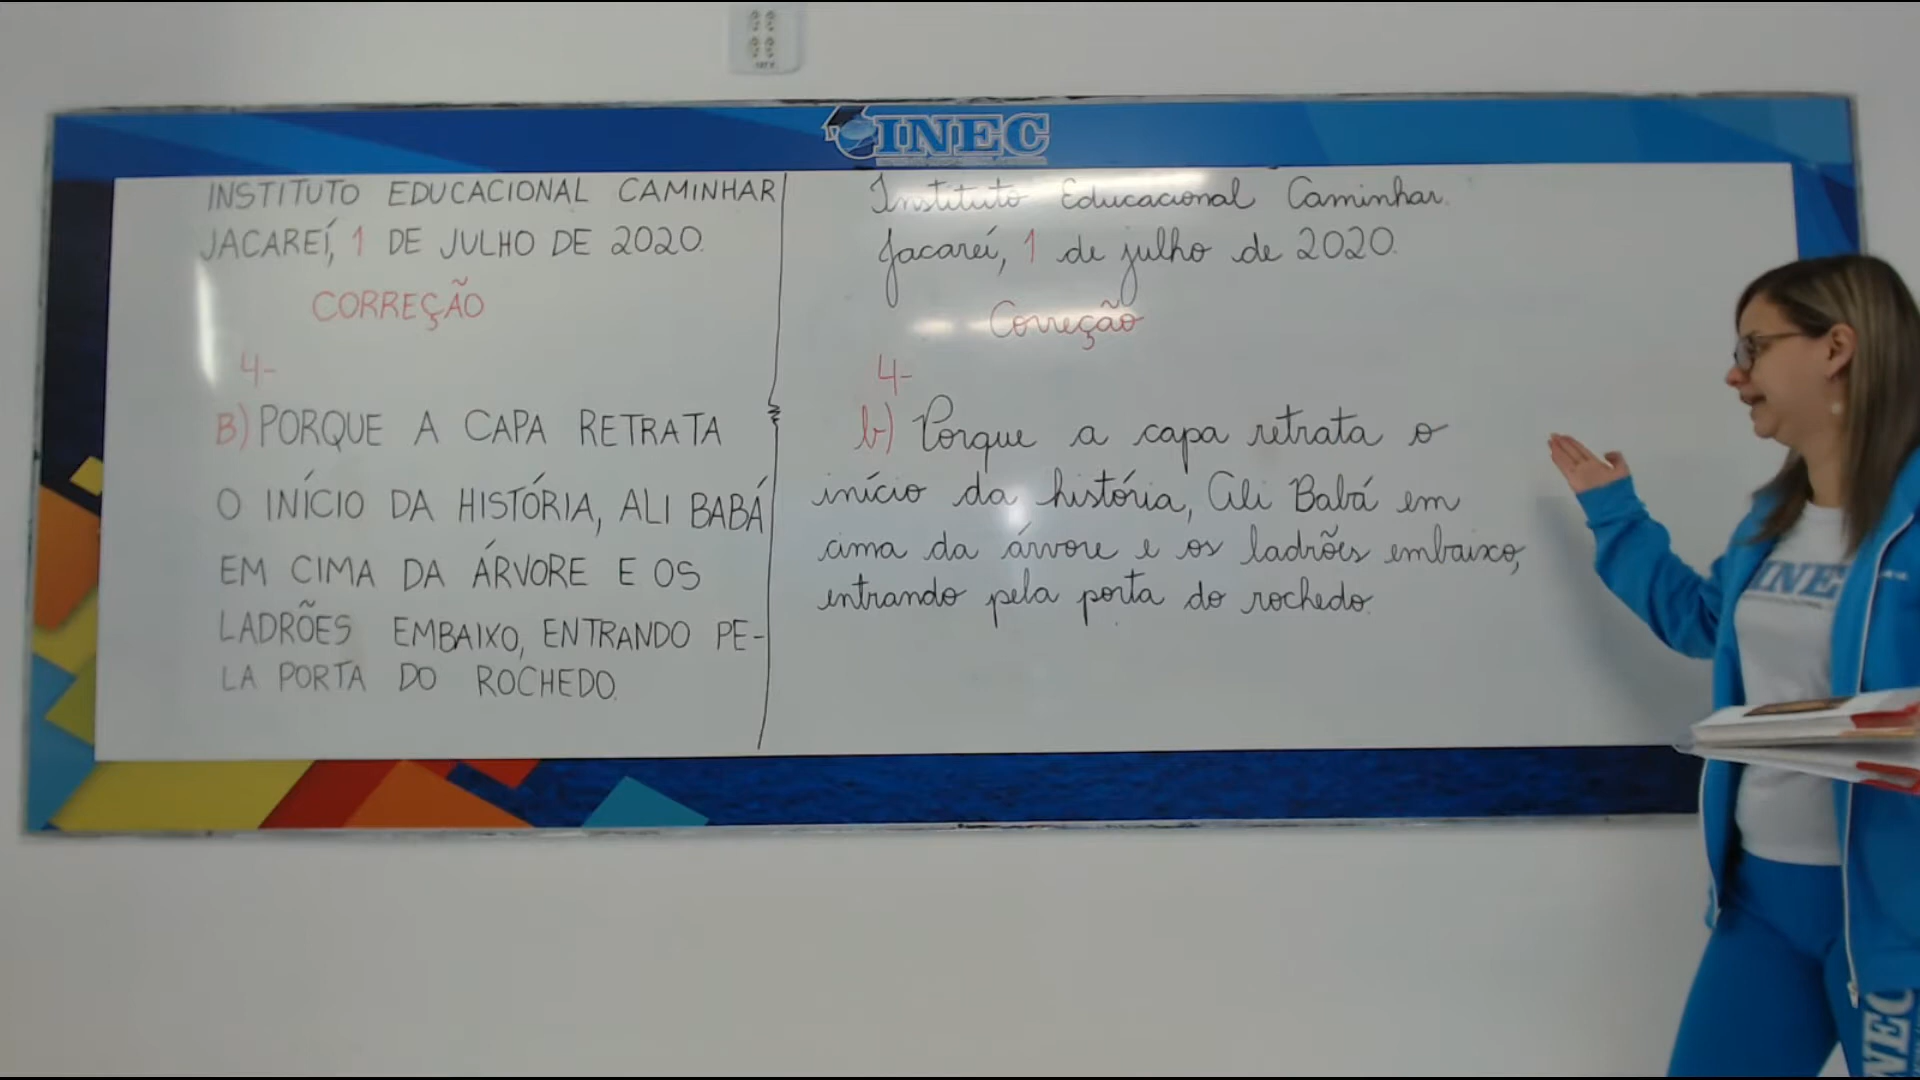 INEC
INSTITUTO EDUCACIONAL CAMINHAR
JACAREÍ, 1 DE JULHO DE 2020.
CORREÇÃO
4-
B) PORQUE A CAPA RETRATA
O INÍCIO DA HISTÓRIA, ALI BABÁ
EM CIMA DA ÁRVORE E OS
LADRÕES EMBAIXO, ENTRANDO PE-
LA PORTA DO ROCHEDO.
Instituto Educacional Caminhar.
Jacareí, 1 de julho de 2020.
Correção
4-
b) Porque a capa retrata o
início da história, Ali Babá em
cima da árvore e os ladrões embaixo,
entrando pela porta do rochedo.
INEC
INEC